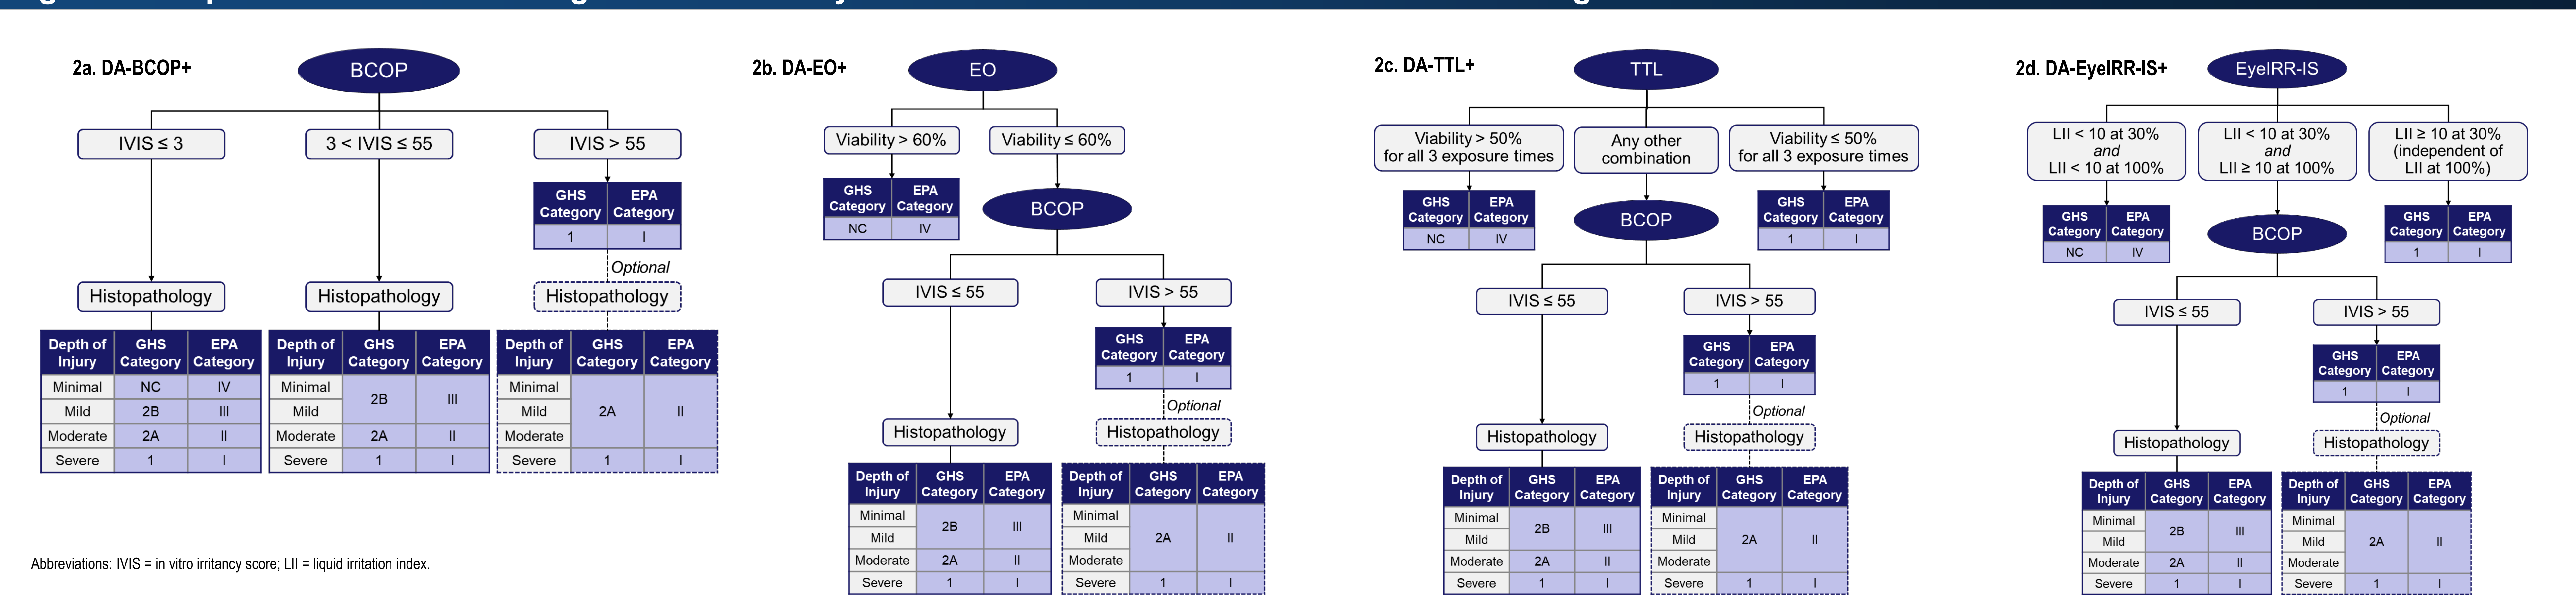 2a. DA-BCOP+
BCOP
IVIS ≤ 3
3 < IVIS ≤ 55
IVIS > 55
GHS Category
EPA Category
1
I
Optional
Histopathology
Histopathology
Histopathology
Depth of Injury
GHS Category
EPA Category
Minimal
NC
IV
Mild
2B
III
Moderate
2A
II
Severe
1
I
Depth of Injury
GHS Category
EPA Category
Minimal
Mild
2B
III
Moderate
2A
II
Severe
1
I
Depth of Injury
GHS Category
EPA Category
Minimal
Mild
Moderate
2A
II
Severe
1
I
Abbreviations: IVIS = in vitro irritancy score; LII = liquid irritation index.
2b. DA-EO+
EO
Viability > 60%
Viability ≤ 60%
GHS Category
EPA Category
NC
IV
BCOP
IVIS ≤ 55
IVIS > 55
GHS Category
EPA Category
1
I
Optional
Histopathology
Histopathology
Depth of Injury
GHS Category
EPA Category
Minimal
Mild
2B
III
Moderate
2A
II
Severe
1
I
Depth of Injury
GHS Category
EPA Category
Minimal
Mild
Moderate
2A
II
Severe
1
I
2c. DA-TTL+
TTL
Viability > 50%
for all 3 exposure times
Any other
combination
Viability ≤ 50%
for all 3 exposure times
GHS Category
EPA Category
NC
IV
BCOP
GHS Category
EPA Category
1
I
IVIS ≤ 55
IVIS > 55
GHS Category
EPA Category
1
I
Optional
Histopathology
Histopathology
Depth of Injury
GHS Category
EPA Category
Minimal
Mild
2B
III
Moderate
2A
II
Severe
1
I
Depth of Injury
GHS Category
EPA Category
Minimal
Mild
Moderate
2A
II
Severe
1
I
2d. DA-EyeIRR-IS+
EyeIRR-IS
LII < 10 at 30%
and
LII < 10 at 100%
LII < 10 at 30%
and
LII ≥ 10 at 100%
LII ≥ 10 at 30%
(independent of
LII at 100%)
GHS Category
EPA Category
NC
IV
BCOP
GHS Category
EPA Category
1
I
IVIS ≤ 55
IVIS > 55
GHS Category
EPA Category
1
I
Optional
Histopathology
Histopathology
Depth of Injury
GHS Category
EPA Category
Minimal
Mild
2B
III
Moderate
2A
II
Severe
1
I
Depth of Injury
GHS Category
EPA Category
Minimal
Mild
Moderate
2A
II
Severe
1
I